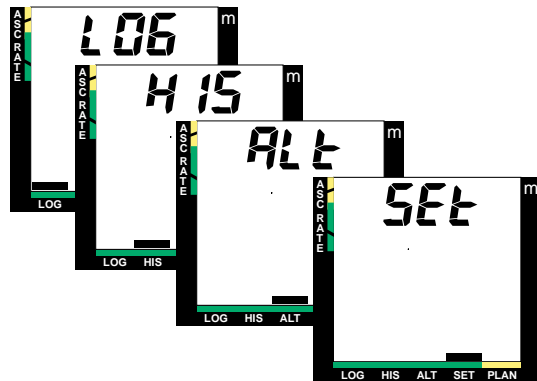 ASC RATE
m
LOG
LOG
ASC RATE
m
HIS
LOG HIS
ASC RATE
m
ALt
LOG HIS ALT
ASC RATE
m
SEt
LOG HIS ALT SET PLAN